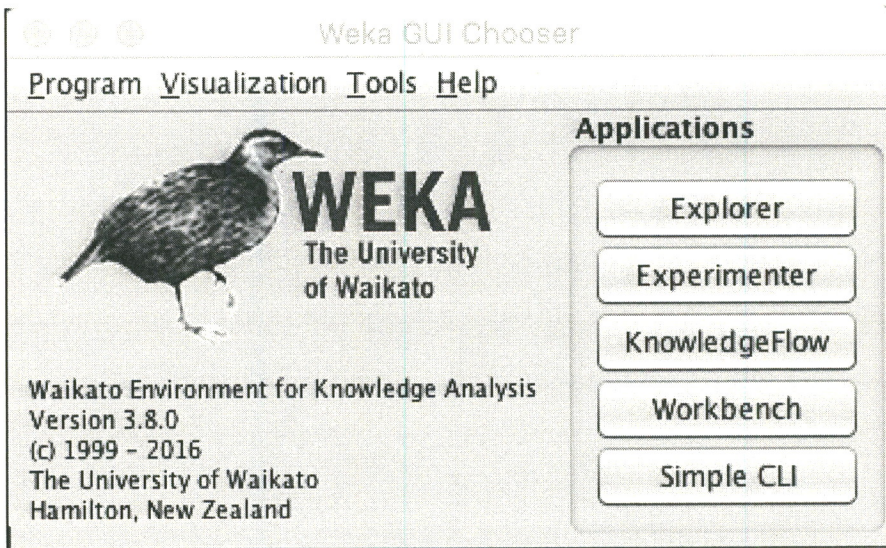 Weka GUI Chooser
Program Visualization Tools Help
WEKA
The University
of Waikato
Waikato Environment for Knowledge Analysis
Version 3.8.0
(c) 1999 – 2016
The University of Waikato
Hamilton, New Zealand
Applications
Explorer
Experimenter
KnowledgeFlow
Workbench
Simple CLI